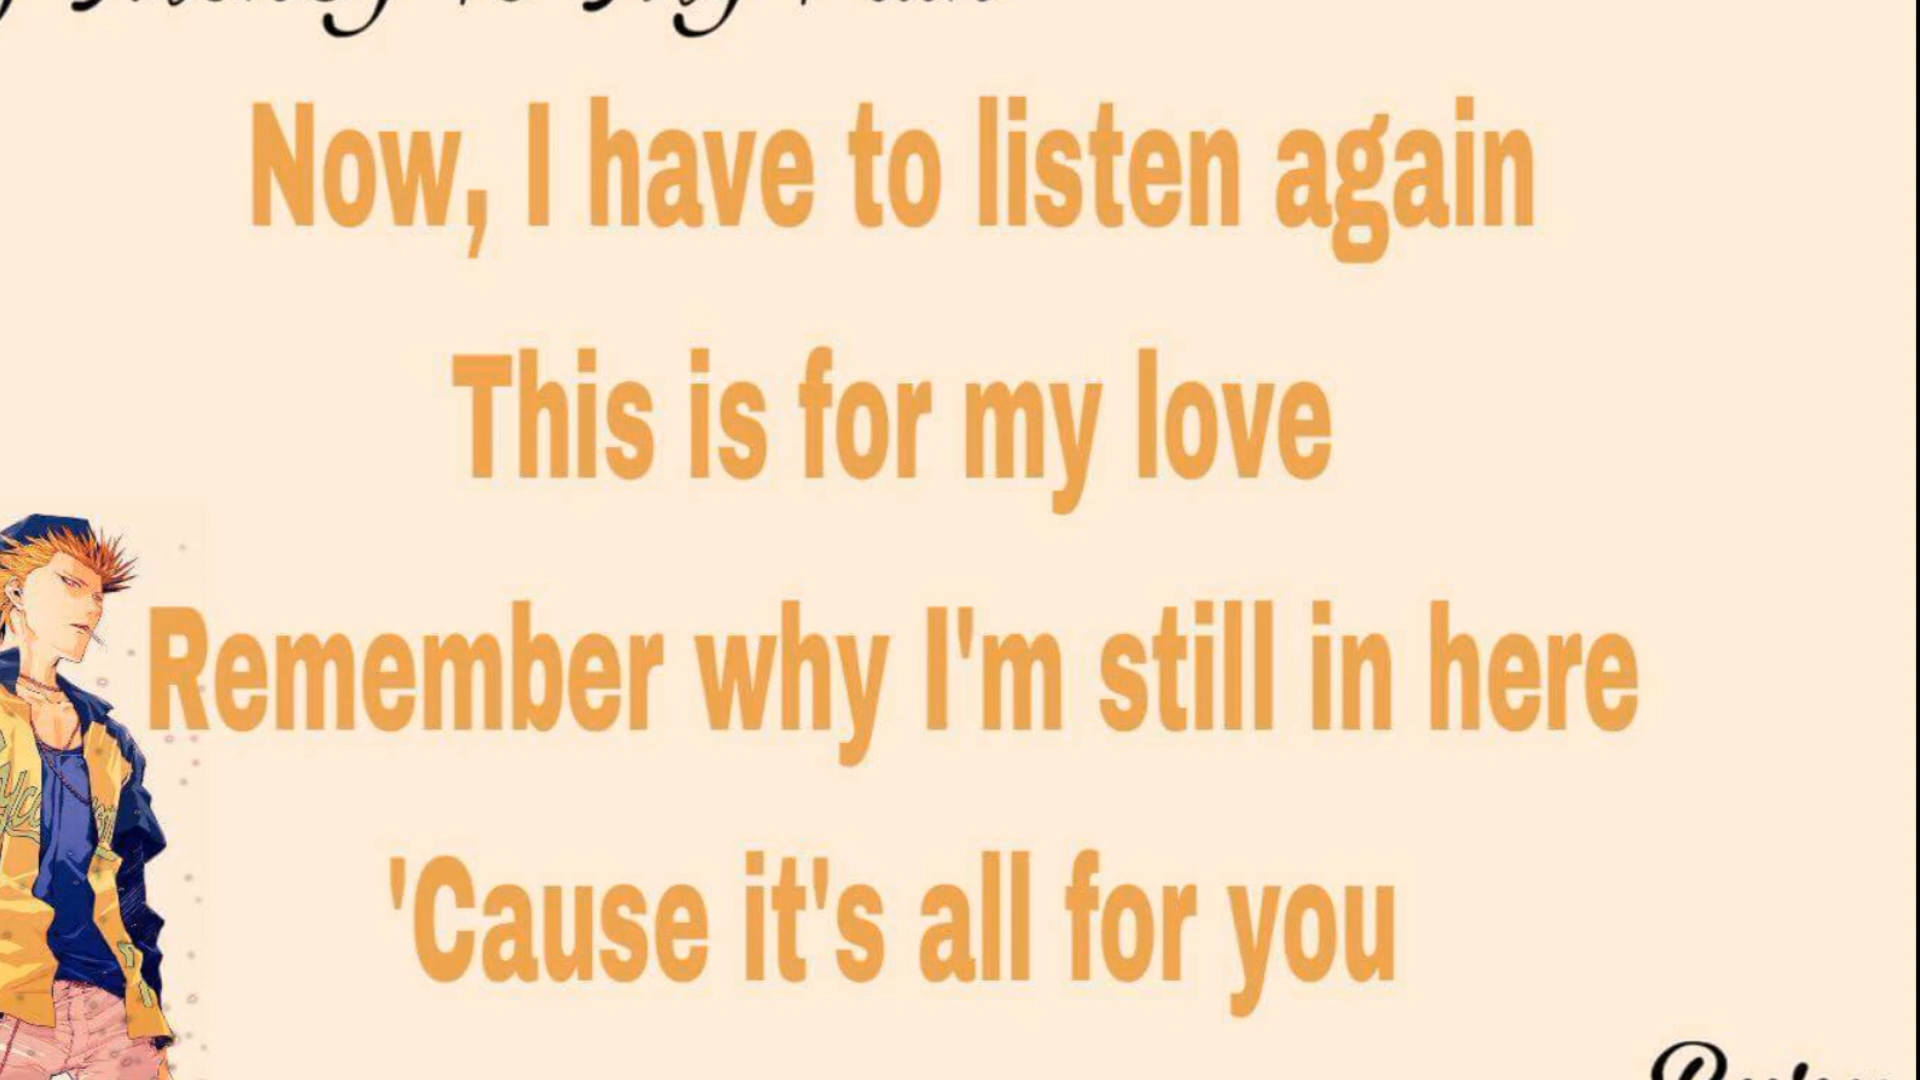 Now, I have to listen again
This is for my love
Remember why I'm still in here
'Cause it's all for you